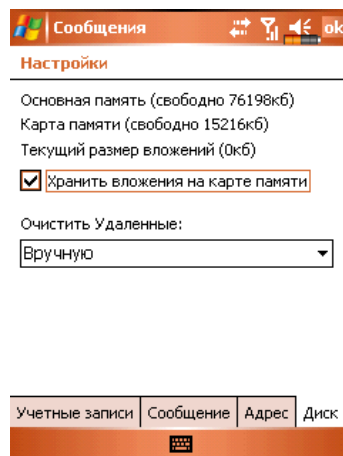 Сообщения ok
Настройки
Основная память (свободно 76198кб)
Карта памяти (свободно 15216кб)
Текущий размер вложений (0кб)
Хранить вложения на карте памяти
Очистить Удаленные:
Вручную
Учетные записи Сообщение Адрес Диск